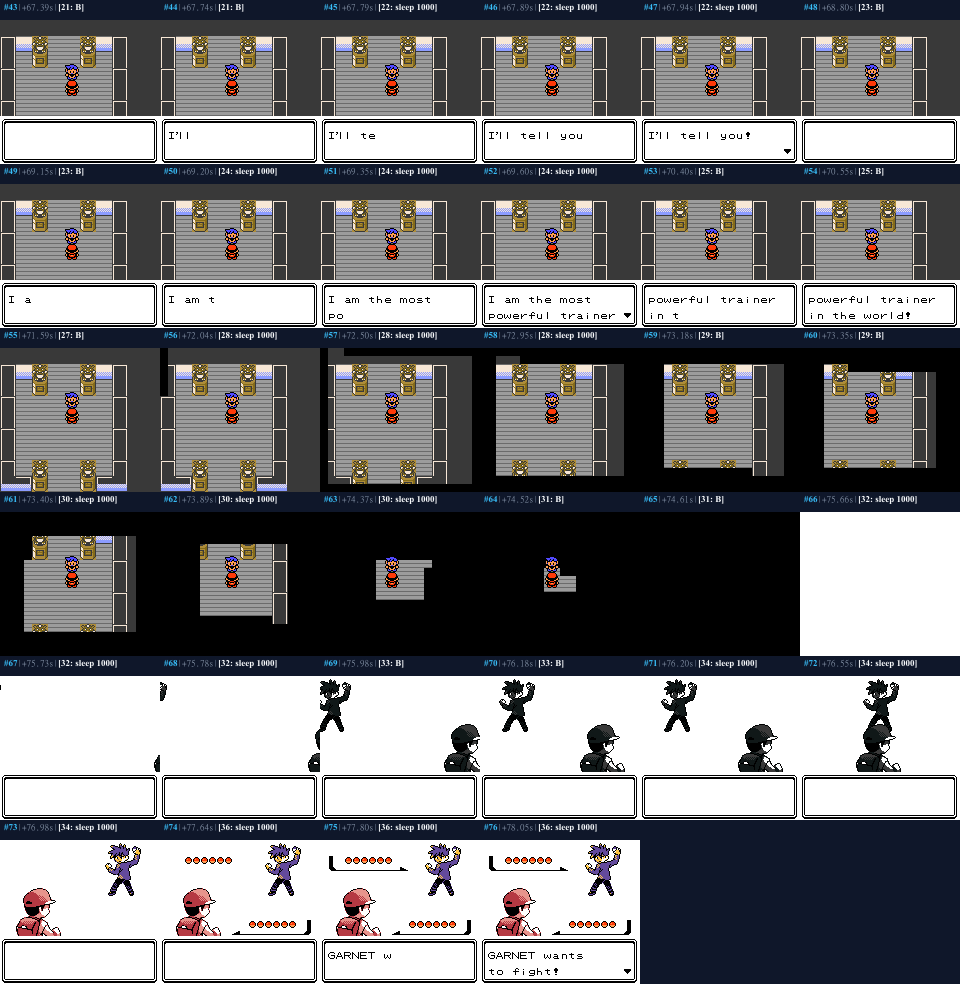 #43|+67.39s| [21: B]
#44|+67.74s| [21: B]
#45|+67.79s| [22: sleep 1000]
#46|+67.89s| [22: sleep 1000]
#47|+67.94s| [22: sleep 1000]
#48|+68.80s| [23: B]
I'll
I'll te
I'll tell you
I'll tell you!
#49|+69.15s| [23: B]
#50|+69.20s| [24: sleep 1000]
#51|+69.35s| [24: sleep 1000]
#52|+69.60s| [24: sleep 1000]
#53|+70.40s| [25: B]
#54|+70.55s| [25: B]
I a
I am t
I am the most
po
I am the most
powerful trainer
powerful trainer
in t
powerful trainer
in the world!
#55|+71.59s| [27: B]
#56|+72.04s| [28: sleep 1000]
#57|+72.50s| [28: sleep 1000]
#58|+72.95s| [28: sleep 1000]
#59|+73.18s| [29: B]
#60|+73.35s| [29: B]
#61|+73.40s| [30: sleep 1000]
#62|+73.89s| [30: sleep 1000]
#63|+74.37s| [30: sleep 1000]
#64|+74.52s| [31: B]
#65|+74.61s| [31: B]
#66|+75.66s| [32: sleep 1000]
#67|+75.73s| [32: sleep 1000]
#68|+75.78s| [32: sleep 1000]
#69|+75.98s| [33: B]
#70|+76.18s| [33: B]
#71|+76.20s| [34: sleep 1000]
#72|+76.55s| [34: sleep 1000]
#73|+76.98s| [34: sleep 1000]
#74|+77.64s| [36: sleep 1000]
#75|+77.80s| [36: sleep 1000]
#76|+78.05s| [36: sleep 1000]
GARNET w
GARNET wants
to fight!